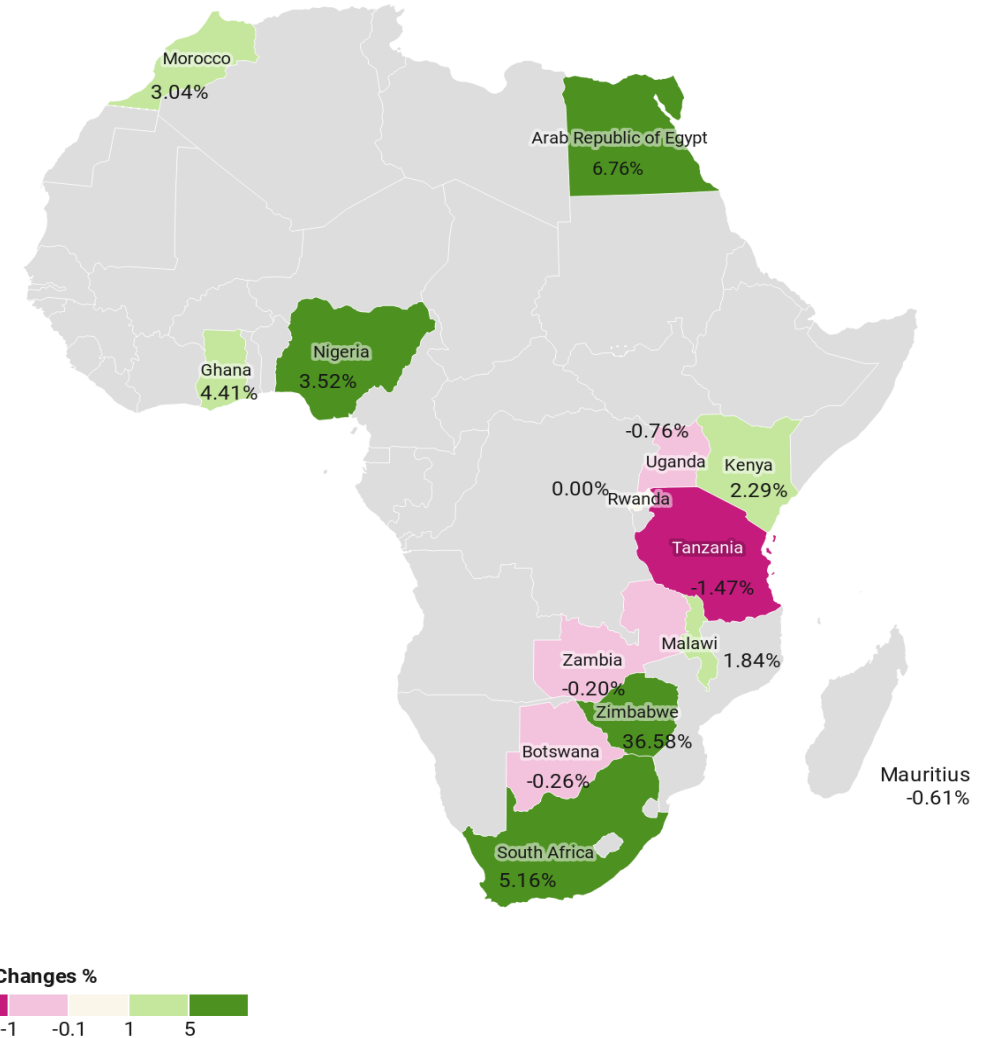 Morocco
3.04%
Arab Republic of Egypt
6.76%
Nigeria
3.52%
Ghana
4.41%
-0.76%
Uganda
Kenya
2.29%
0.00%
Rwanda
Tanzania
-1.47%
Malawi
1.84%
Zambia
-0.20%
Zimbabwe
36.58%
Botswana
-0.26%
Mauritius
-0.61%
South Africa
5.16%
Changes %
-1 -0.1 1 5